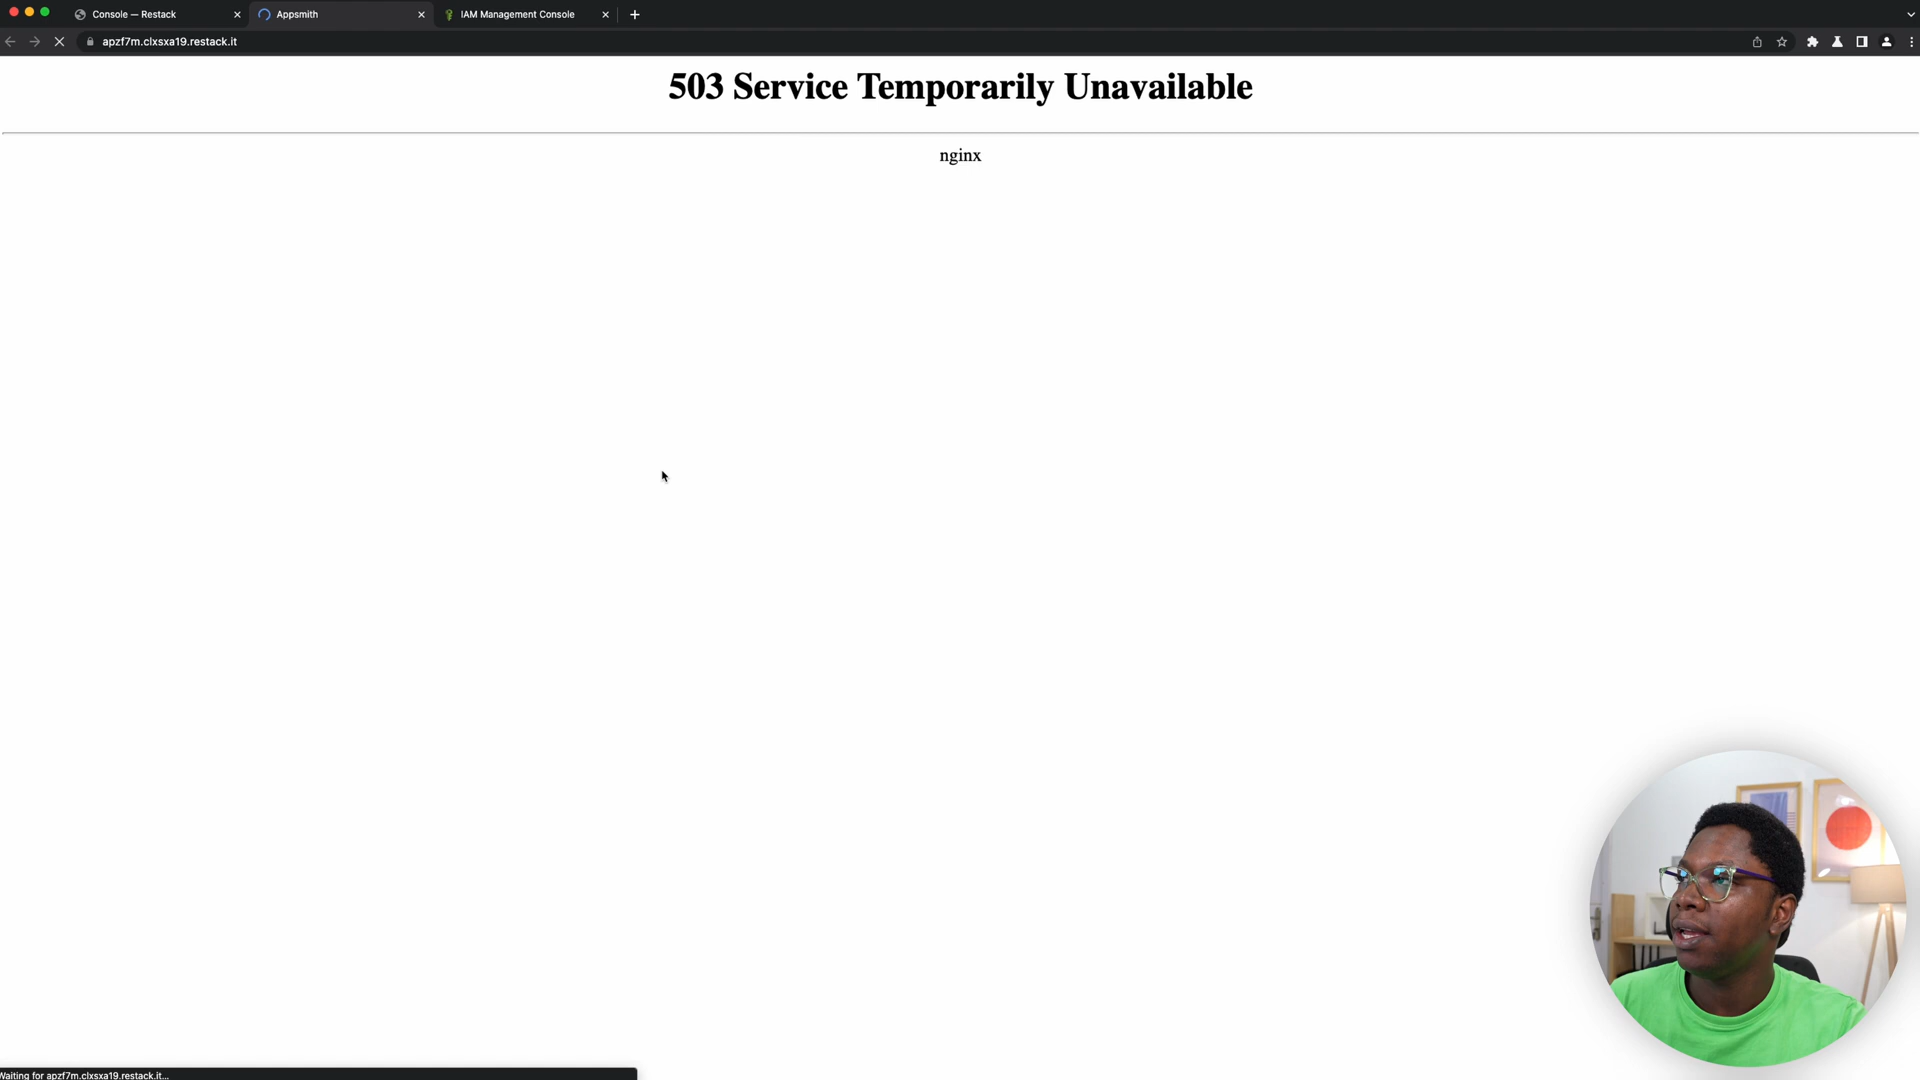 Console — Restack
Appsmith
IAM Management Console
apzf7m.clxsxa19.restack.it
503 Service Temporarily Unavailable
nginx
Waiting for apzf7m.clxsxa19.restack.it...